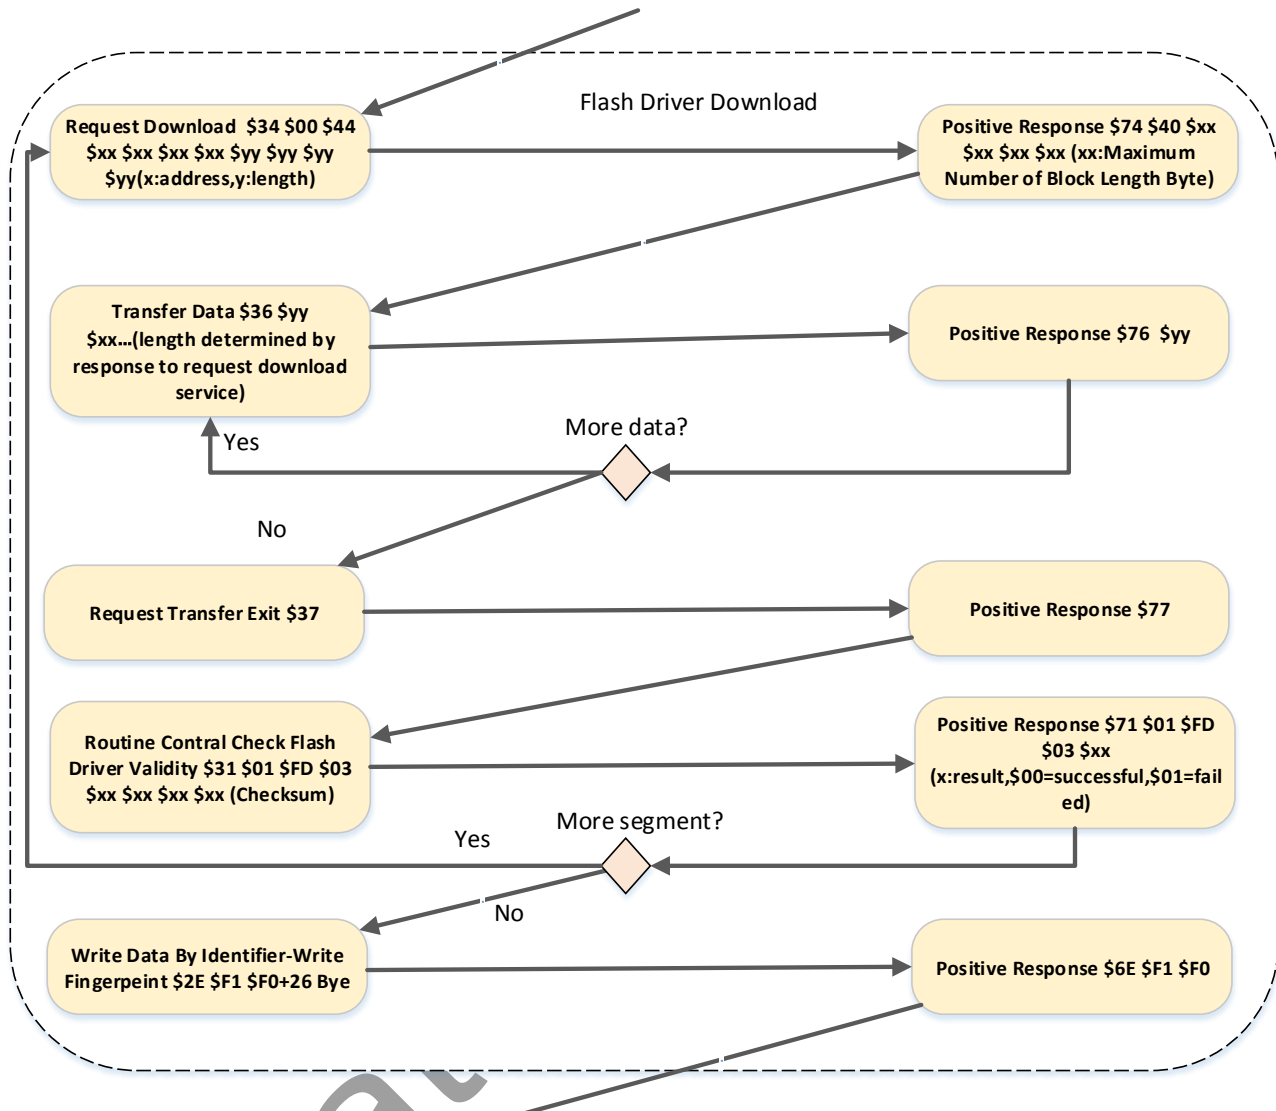 Flash Driver Download
Request Download $34 $00 $44
$xx $xx $xx $xx $yy $yy $yy
$yy(x:address,y:length)
Positive Response $74 $40 $xx
$xx $xx $xx (xx:Maximum
Number of Block Length Byte)
Transfer Data $36 $yy
$xx...(length determined by
response to request download
service)
Positive Response $76 $yy
More data?
Yes
No
Request Transfer Exit $37
Positive Response $77
Routine Contral Check Flash
Driver Validity $31 $01 $FD $03
$xx $xx $xx $xx (Checksum)
Positive Response $71 $01 $FD
$03 $xx
(x:result,$00=successful,$01=fail
ed)
More segment?
Yes
No
Write Data By Identifier-Write
Fingerpeint $2E $F1 $F0+26 Bye
Positive Response $6E $F1 $F0